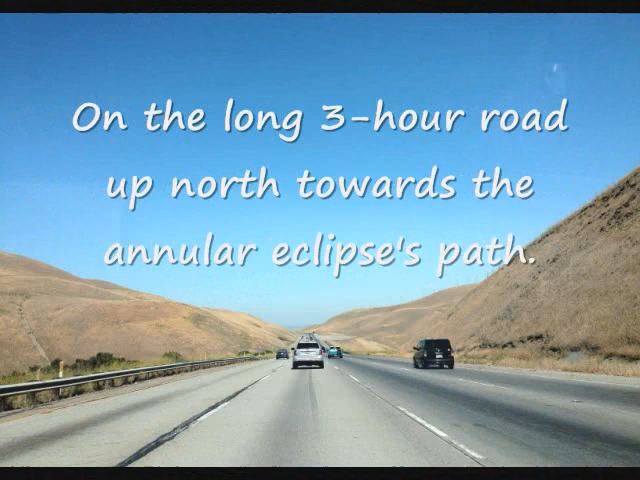 On the long 3-hour road
up north towards the
annular eclipse's path.